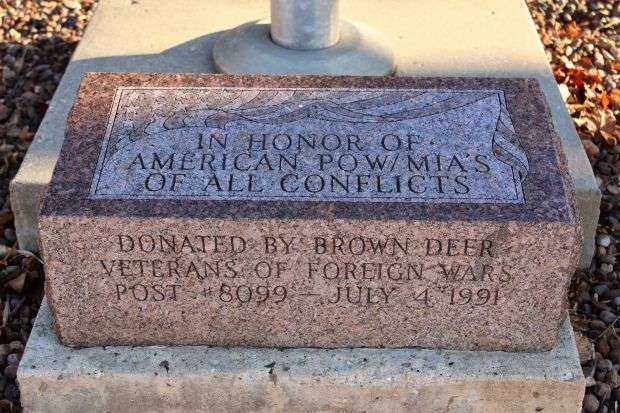 IN HONOR OF
AMERICAN POW/MIA'S
OF ALL CONFLICTS
DONATED BY BROWN DEER
VETERANS OF FOREIGN WARS
POST #8099 — JULY 4, 1991